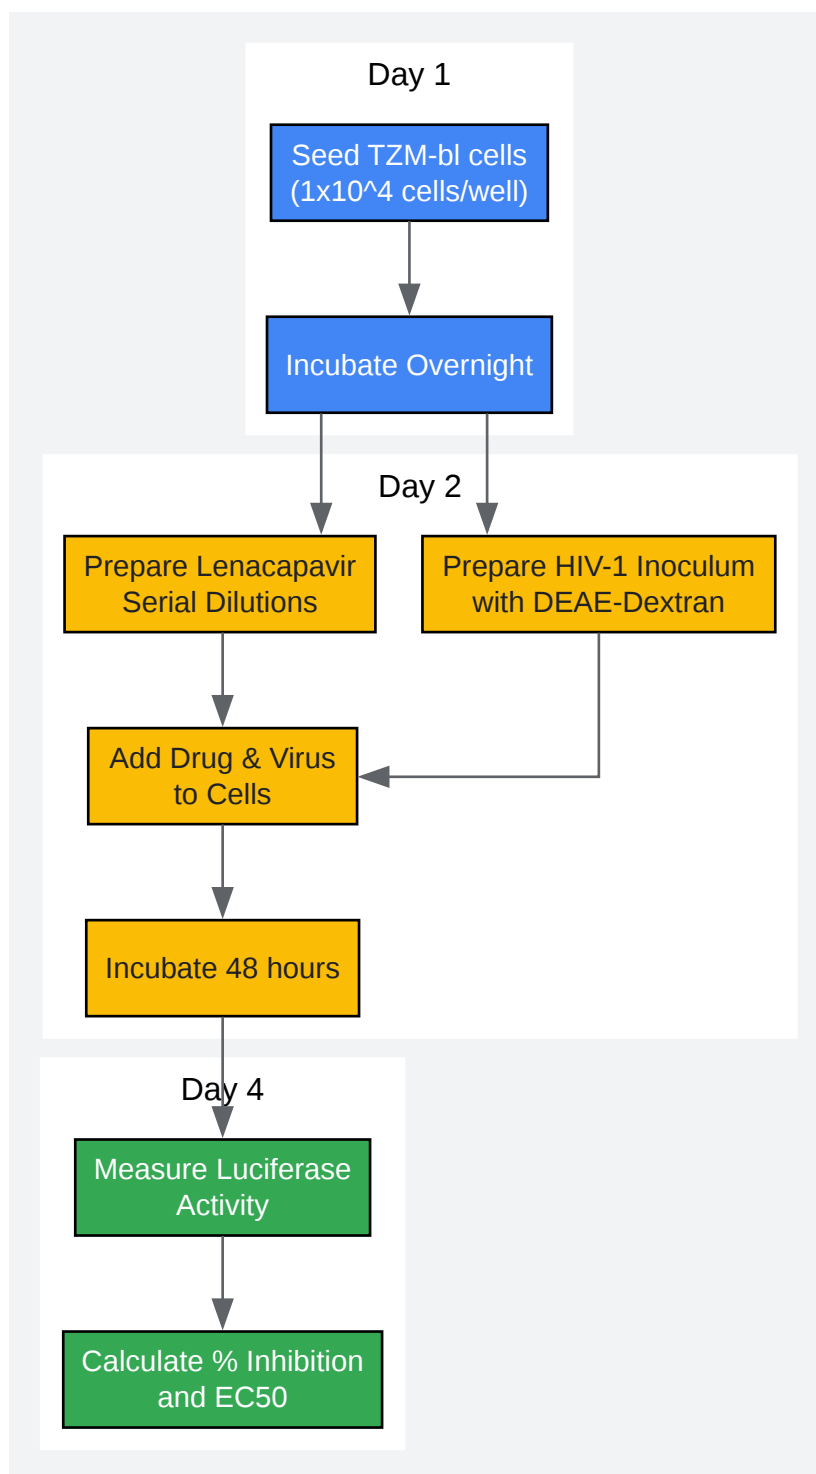 Day 1
Seed TZM-bl cells
(1x10^4 cells/well)
Incubate Overnight
Day 2
Prepare Lenacapavir
Serial Dilutions
Prepare HIV-1 Inoculum
with DEAE-Dextran
Add Drug & Virus
to Cells
Incubate 48 hours
Day 4
Measure Luciferase
Activity
Calculate % Inhibition
and EC50